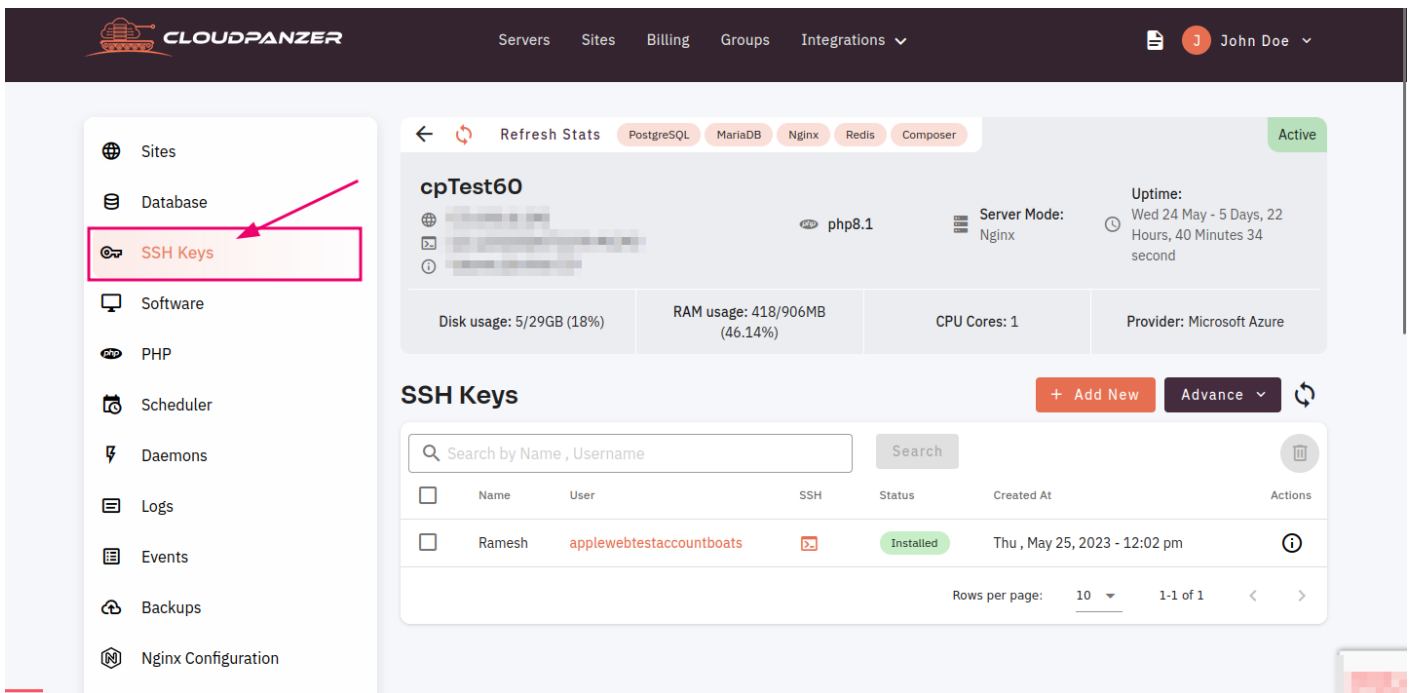 CLOUDPANZER
Servers Sites Billing Groups Integrations
J John Doe
Sites
Database
SSH Keys
Software
PHP
Scheduler
Daemons
Logs
Events
Backups
Nginx Configuration
Refresh Stats PostgreSQL MariaDB Nginx Redis Composer Active
cpTest60
php8.1
Server Mode:
Nginx
Uptime:
Wed 24 May - 5 Days, 22
Hours, 40 Minutes 34
second
Disk usage: 5/29GB (18%)
RAM usage: 418/906MB
(46.14%)
CPU Cores: 1
Provider: Microsoft Azure
SSH Keys
+ Add New Advance
Search by Name , Username Search
Name User SSH Status Created At Actions
Ramesh applewebtestaccountboats Installed Thu , May 25, 2023 - 12:02 pm
Rows per page: 10 1-1 of 1